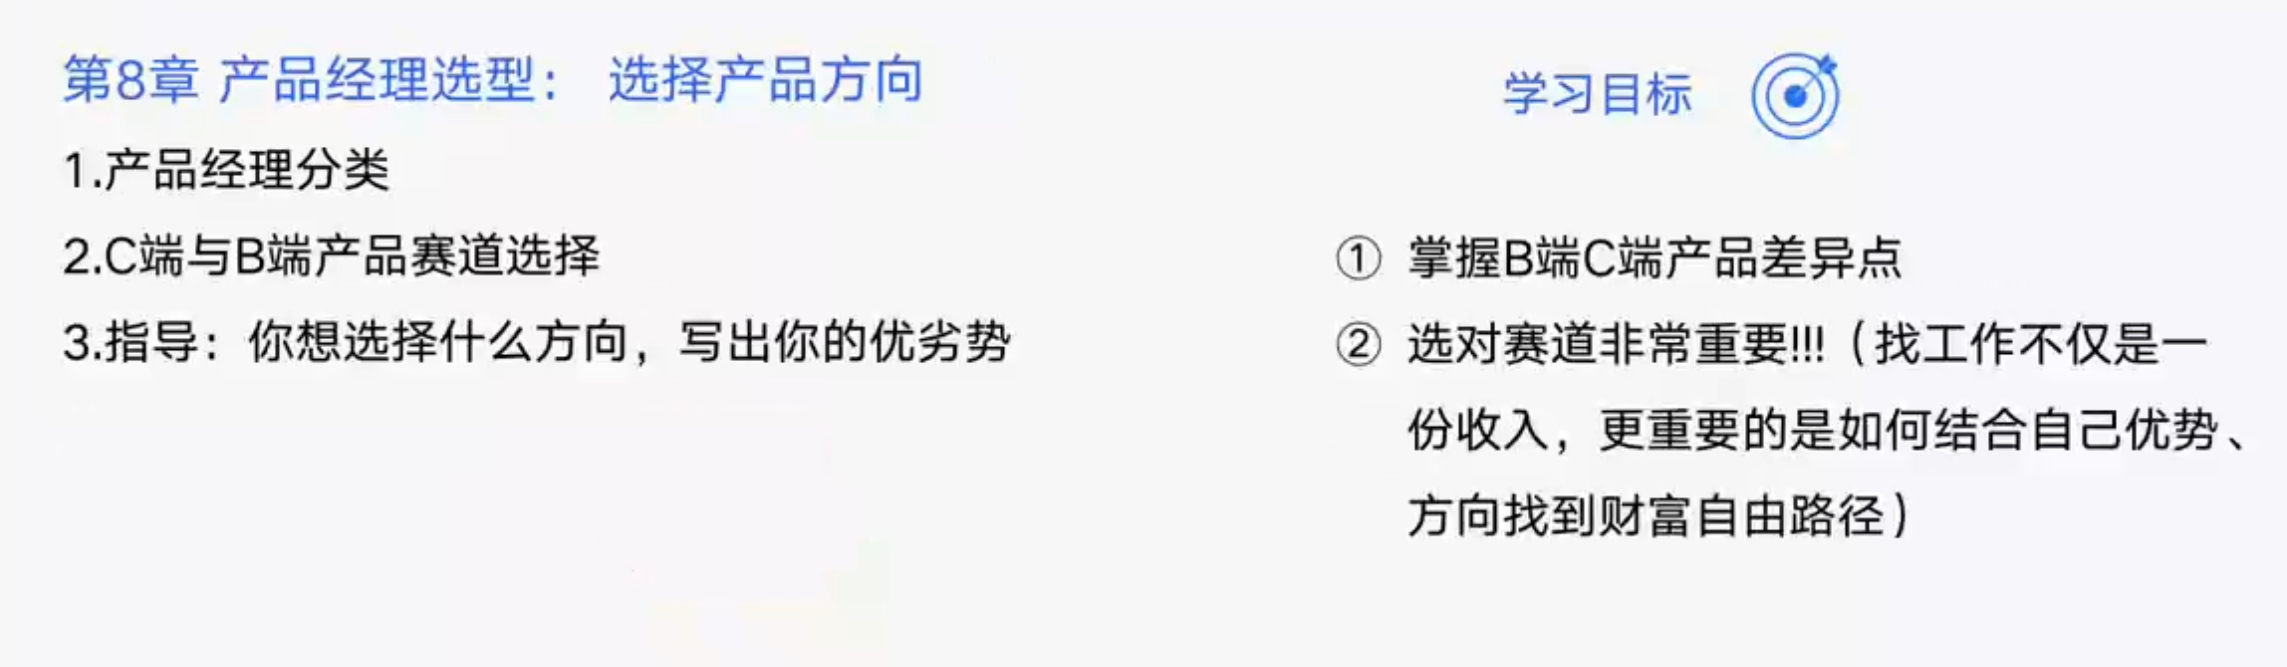 第8章 产品经理选型： 选择产品方向
1.产品经理分类
2.C端与B端产品赛道选择
3.指导：你想选择什么方向，写出你的优劣势
学习目标
① 掌握B端C端产品差异点
② 选对赛道非常重要!!!（找工作不仅是一
份收入，更重要的是如何结合自己优势、
方向找到财富自由路径）